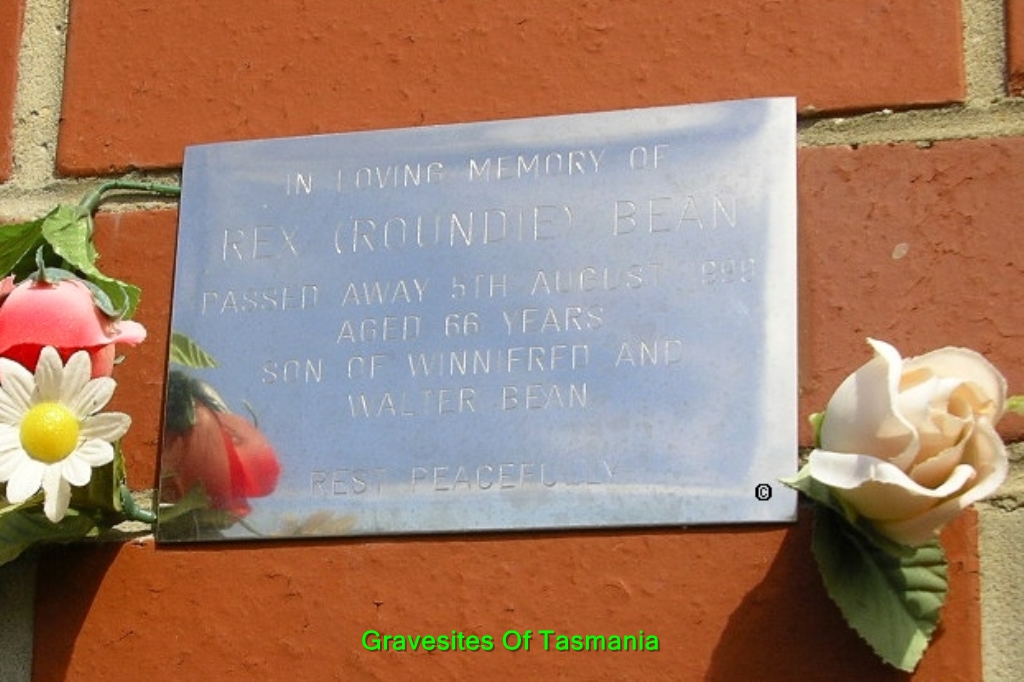 IN LOVING MEMORY OF
REX (ROUNDIE) BEAN
PASSED AWAY 5TH AUGUST 1999
AGED 66 YEARS
SON OF WINNIFRED AND
WALTER BEAN
REST PEACEFULLY
©
Gravesites Of Tasmania